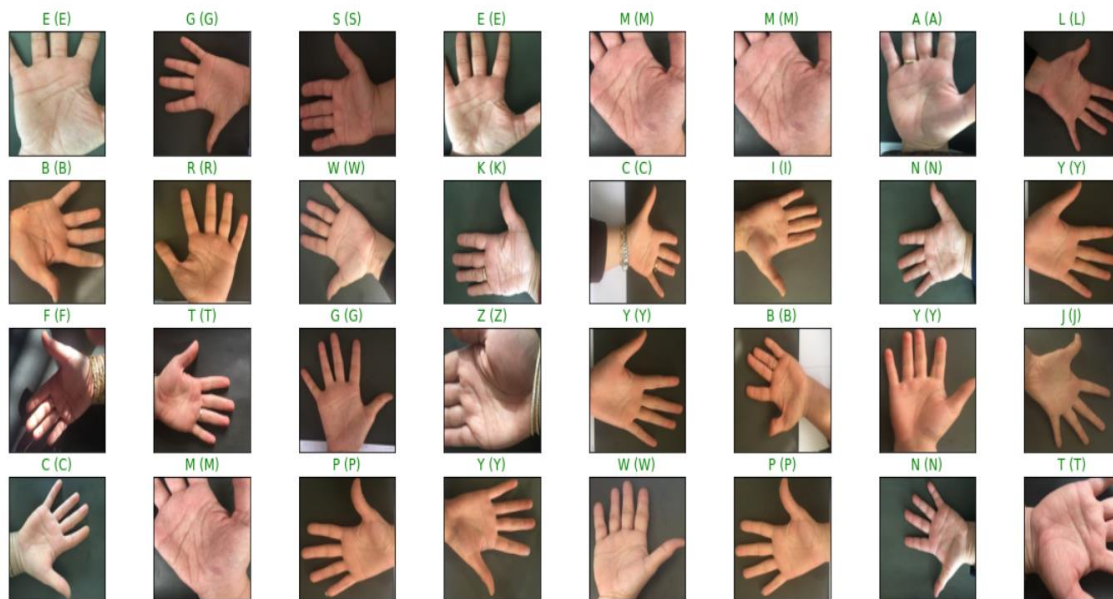 E (E) G (G) S (S) E (E) M (M) M (M) A (A) L (L)
B (B) R (R) W (W) K (K) C (C) I (I) N (N) Y (Y)
F (F) T (T) G (G) Z (Z) Y (Y) B (B) Y (Y) J (J)
C (C) M (M) P (P) Y (Y) W (W) P (P) N (N) T (T)